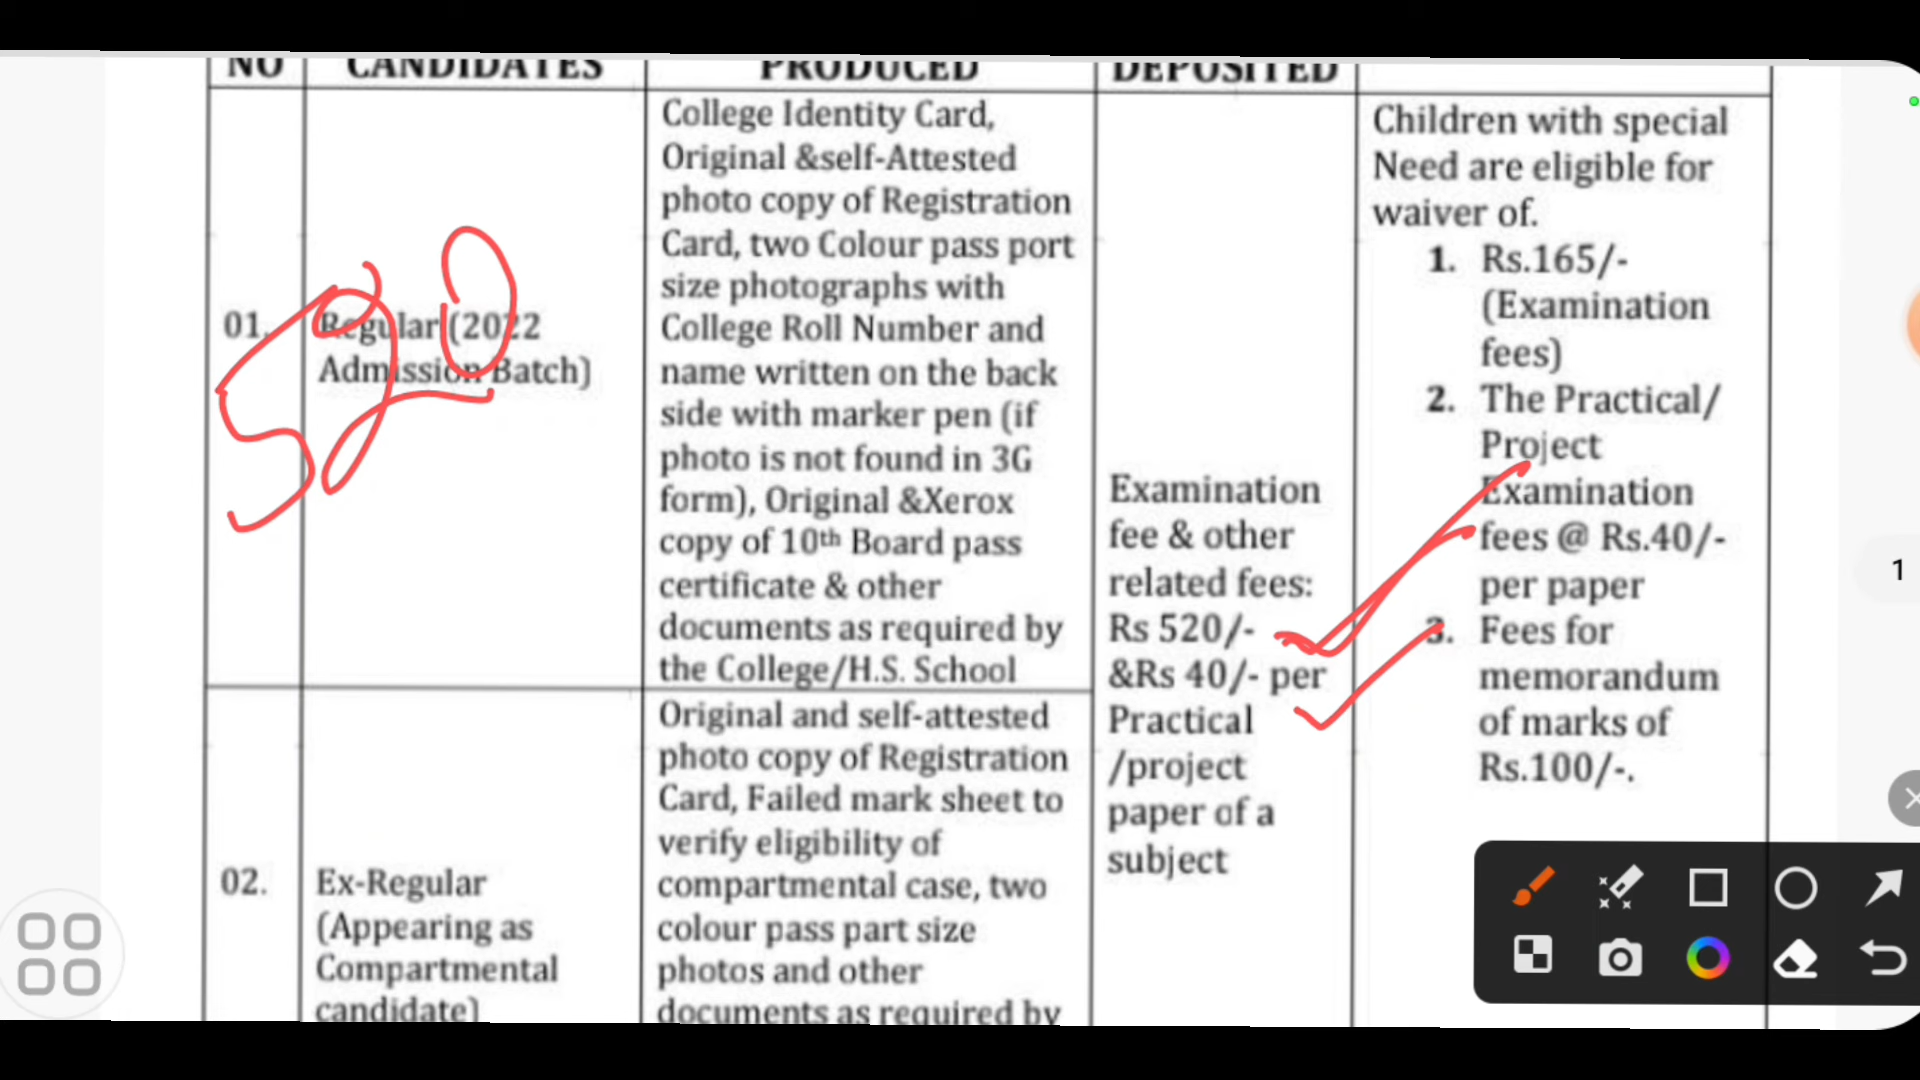 NO
CANDIDATES
PRODUCED
DEPOSITED
01.
Regular (2022
Admission Batch)
College Identity Card,
Original &self-Attested
photo copy of Registration
Card, two Colour pass port
size photographs with
College Roll Number and
name written on the back
side with marker pen (if
photo is not found in 3G
form), Original &Xerox
copy of 10th Board pass
certificate & other
documents as required by
the College/H.S. School
Examination
fee & other
related fees:
Rs 520/-
&Rs 40/- per
Practical
/project
paper of a
subject
Children with special
Need are eligible for
waiver of.
1. Rs.165/-
(Examination
fees)
2. The Practical/
Project
Examination
fees @ Rs.40/-
per paper
3. Fees for
memorandum
of marks of
Rs.100/-.
520
02.
Ex-Regular
(Appearing as
Compartmental
candidate)
Original and self-attested
photo copy of Registration
Card, Failed mark sheet to
verify eligibility of
compartmental case, two
colour pass part size
photos and other
documents as required by
1